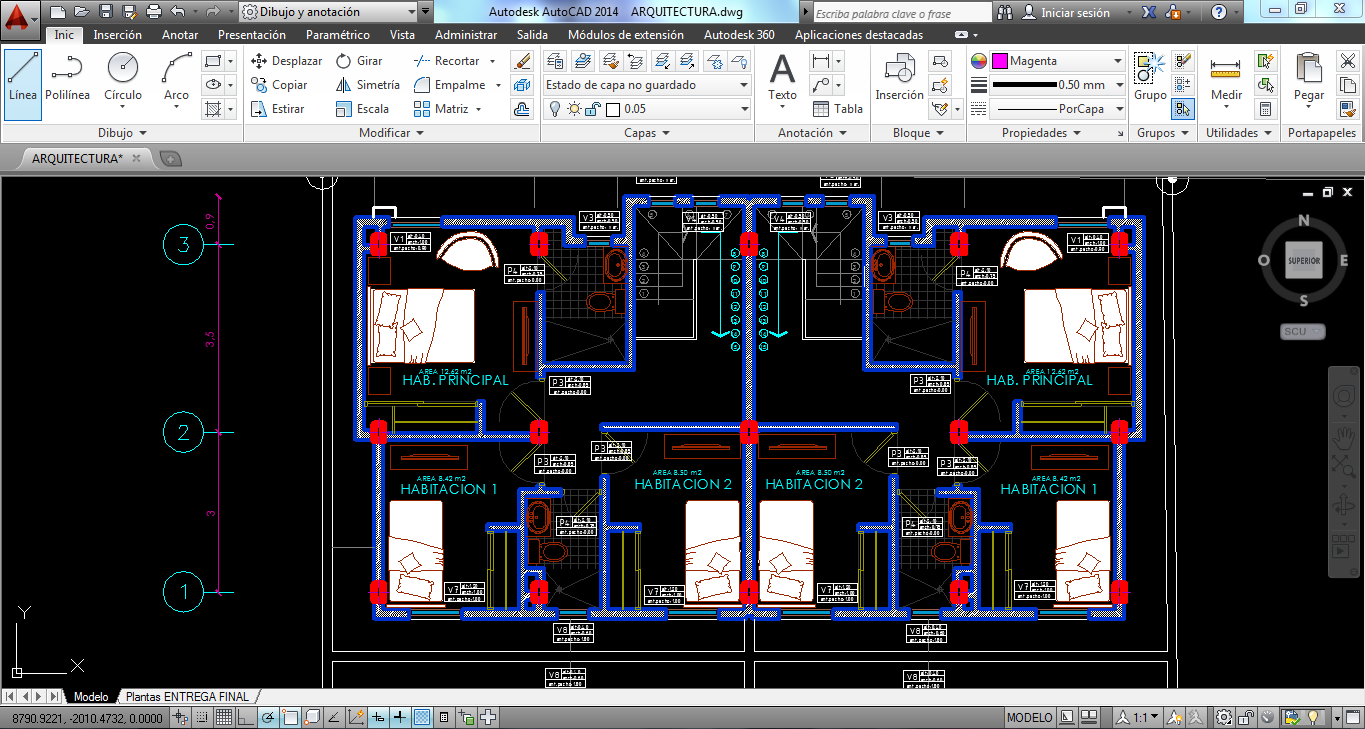 Dibujo y anotación
Autodesk AutoCAD 2014 ARQUITECTURA.dwg
Escriba palabra clave o frase
Iniciar sesión
Inic Inserción Anotar Presentación Paramétrico Vista Administrar Salida Módulos de extensión Autodesk 360 Aplicaciones destacadas
Línea Polilínea Círculo Arco
Desplazar Girar Recortar
Copiar Simetría Empalme
Estirar Escala Matriz
Estado de capa no guardado
0.05
Texto
Tabla
Inserción
Magenta
0.50 mm
PorCapa
Grupo
Medir
Pegar
Dibujo Modificar Capas Anotación Bloque Propiedades Grupos Utilidades Portapapeles
ARQUITECTURA*
N
O SUPERIOR E
S
SCU
0,9
3
3,5
2
3
1
V3 V4 V4 V3
V1 V1
P4 P4
AREA 12.62 m2
HAB. PRINCIPAL
AREA 12.62 m2
HAB. PRINCIPAL
P3 P3
P3 P3 P3 P3
AREA 8.42 m2
HABITACION 1
AREA 8.50 m2
HABITACION 2
AREA 8.50 m2
HABITACION 2
AREA 8.42 m2
HABITACION 1
P4 P4
V7 V7 V7 V7
V8 V8
V8 V8
Y
X
Modelo Plantas ENTREGA FINAL
8790.9221, -2010.4732, 0.0000
MODELO
1:1